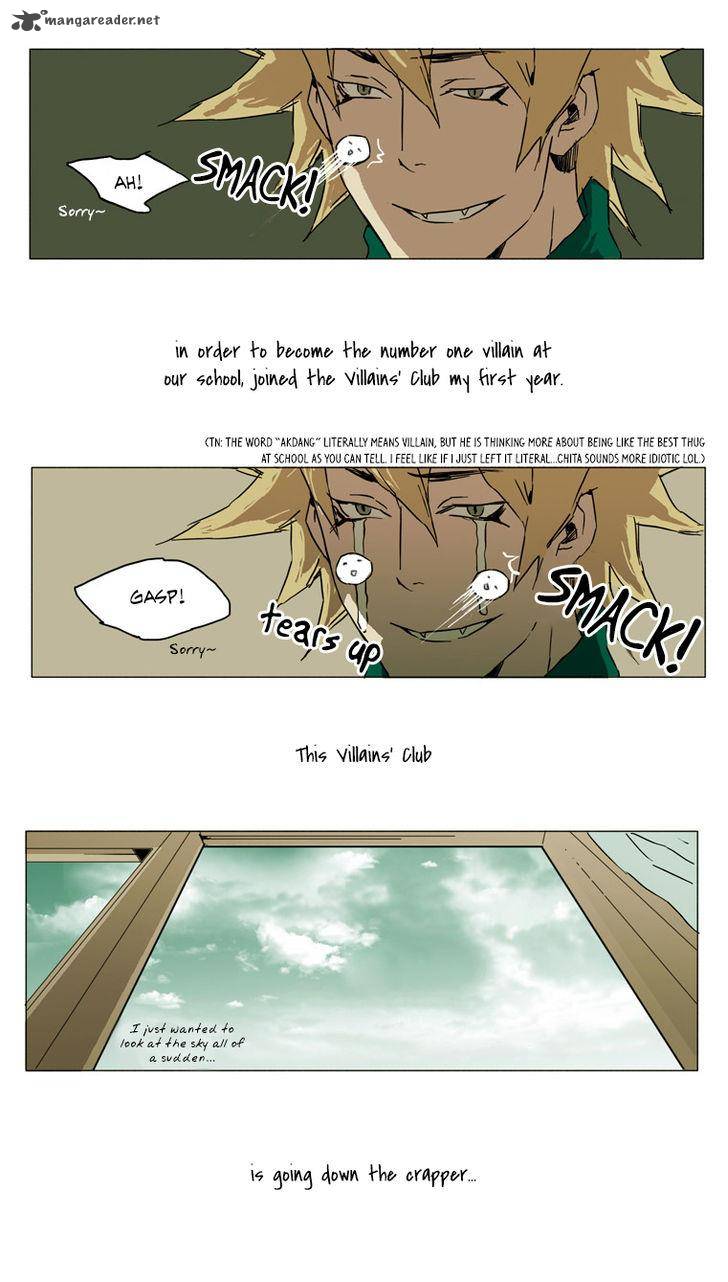 mangareader.net
AH!
SMACK!
Sorry~
in order to become the number one villain at
our school, joined the Villains' Club my first year.
(TN: THE WORD "AKDANG" LITERALLY MEANS VILLAIN, BUT HE IS THINKING MORE ABOUT BEING LIKE THE BEST THUG
AT SCHOOL AS YOU CAN TELL. I FEEL LIKE IF I JUST LEFT IT LITERAL...CHITA SOUNDS MORE IDIOTIC LOL.)
GASP!
Sorry~
tears up
SMACK!
This Villains' Club
I just wanted to
look at the sky all of
a sudden...
is going down the crapper...